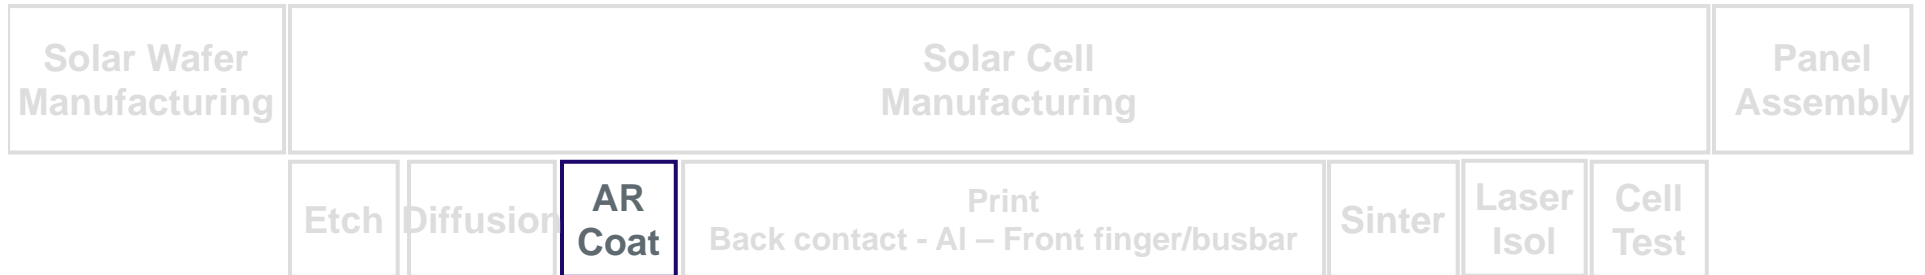 Solar Wafer
Manufacturing
Solar Cell
Manufacturing
Panel
Assembly
Etch
Diffusion
AR
Coat
Print
Back contact - Al – Front finger/busbar
Sinter
Laser
Isol
Cell
Test